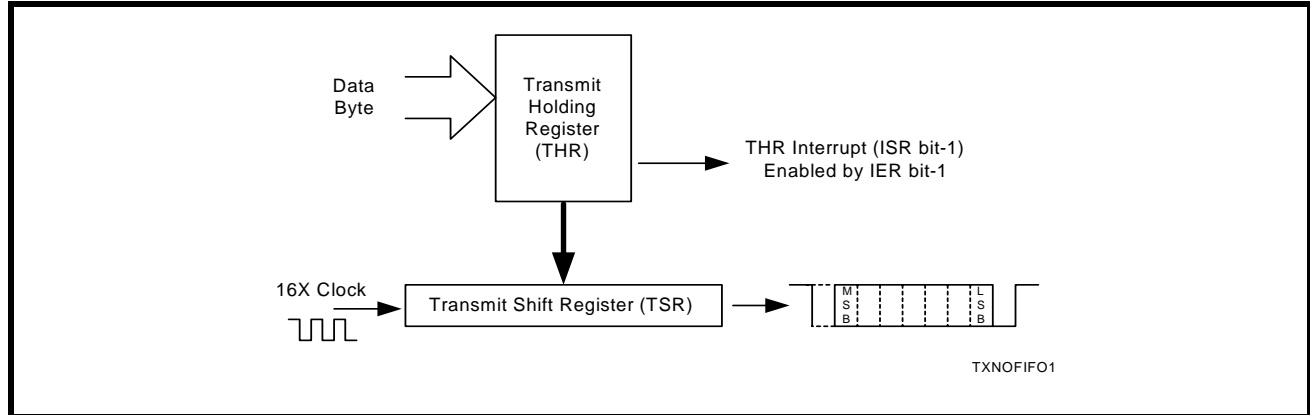 Data
Byte
Transmit
Holding
Register
(THR)
THR Interrupt (ISR bit-1)
Enabled by IER bit-1
16X Clock
Transmit Shift Register (TSR)
M
S
B
L
S
B
TXNOFIFO1